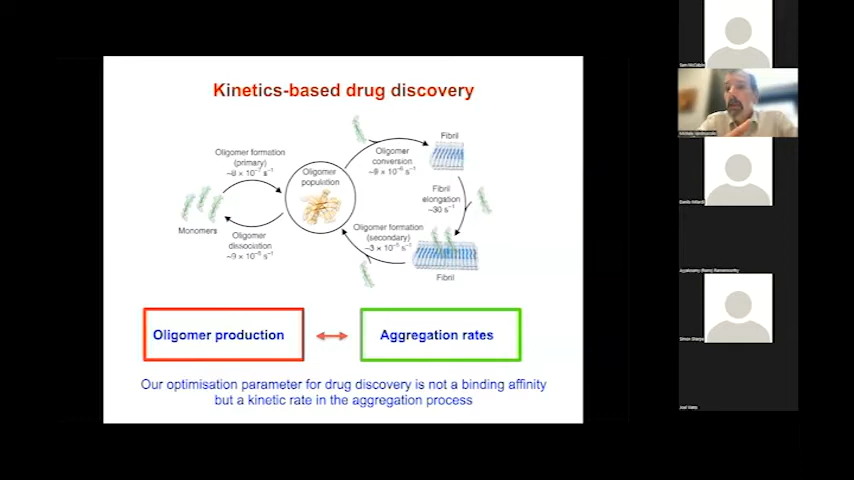 Kinetics-based drug discovery
Oligomer formation
(primary)
Oligomer
population
Monomers
Oligomer
dissociation
Oligomer
conversion
Fibril
Fibril
elongation
~30 s⁻¹
Oligomer formation
(secondary)
Fibril
Oligomer production
Aggregation rates
Our optimisation parameter for drug discovery is not a binding affinity
but a kinetic rate in the aggregation process